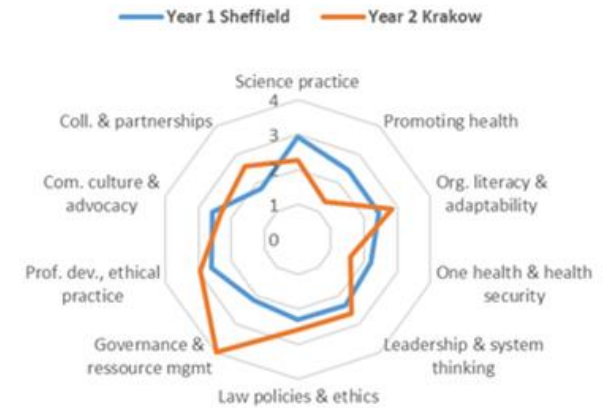 Year 1 Sheffield
Year 2 Krakow
Science practice
4
3
2
1
0
Coll. & partnerships
Promoting health
Com. culture &
advocacy
Org. literacy &
adaptability
Prof. dev., ethical
practice
One health & health
security
Governance &
ressource mgmt
Leadership & system
thinking
Law policies & ethics